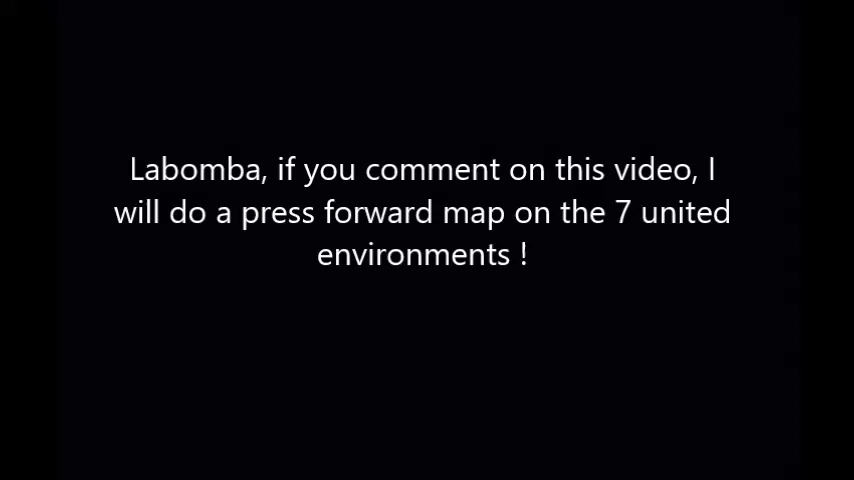 Labomba, if you comment on this video, I
will do a press forward map on the 7 united
environments !